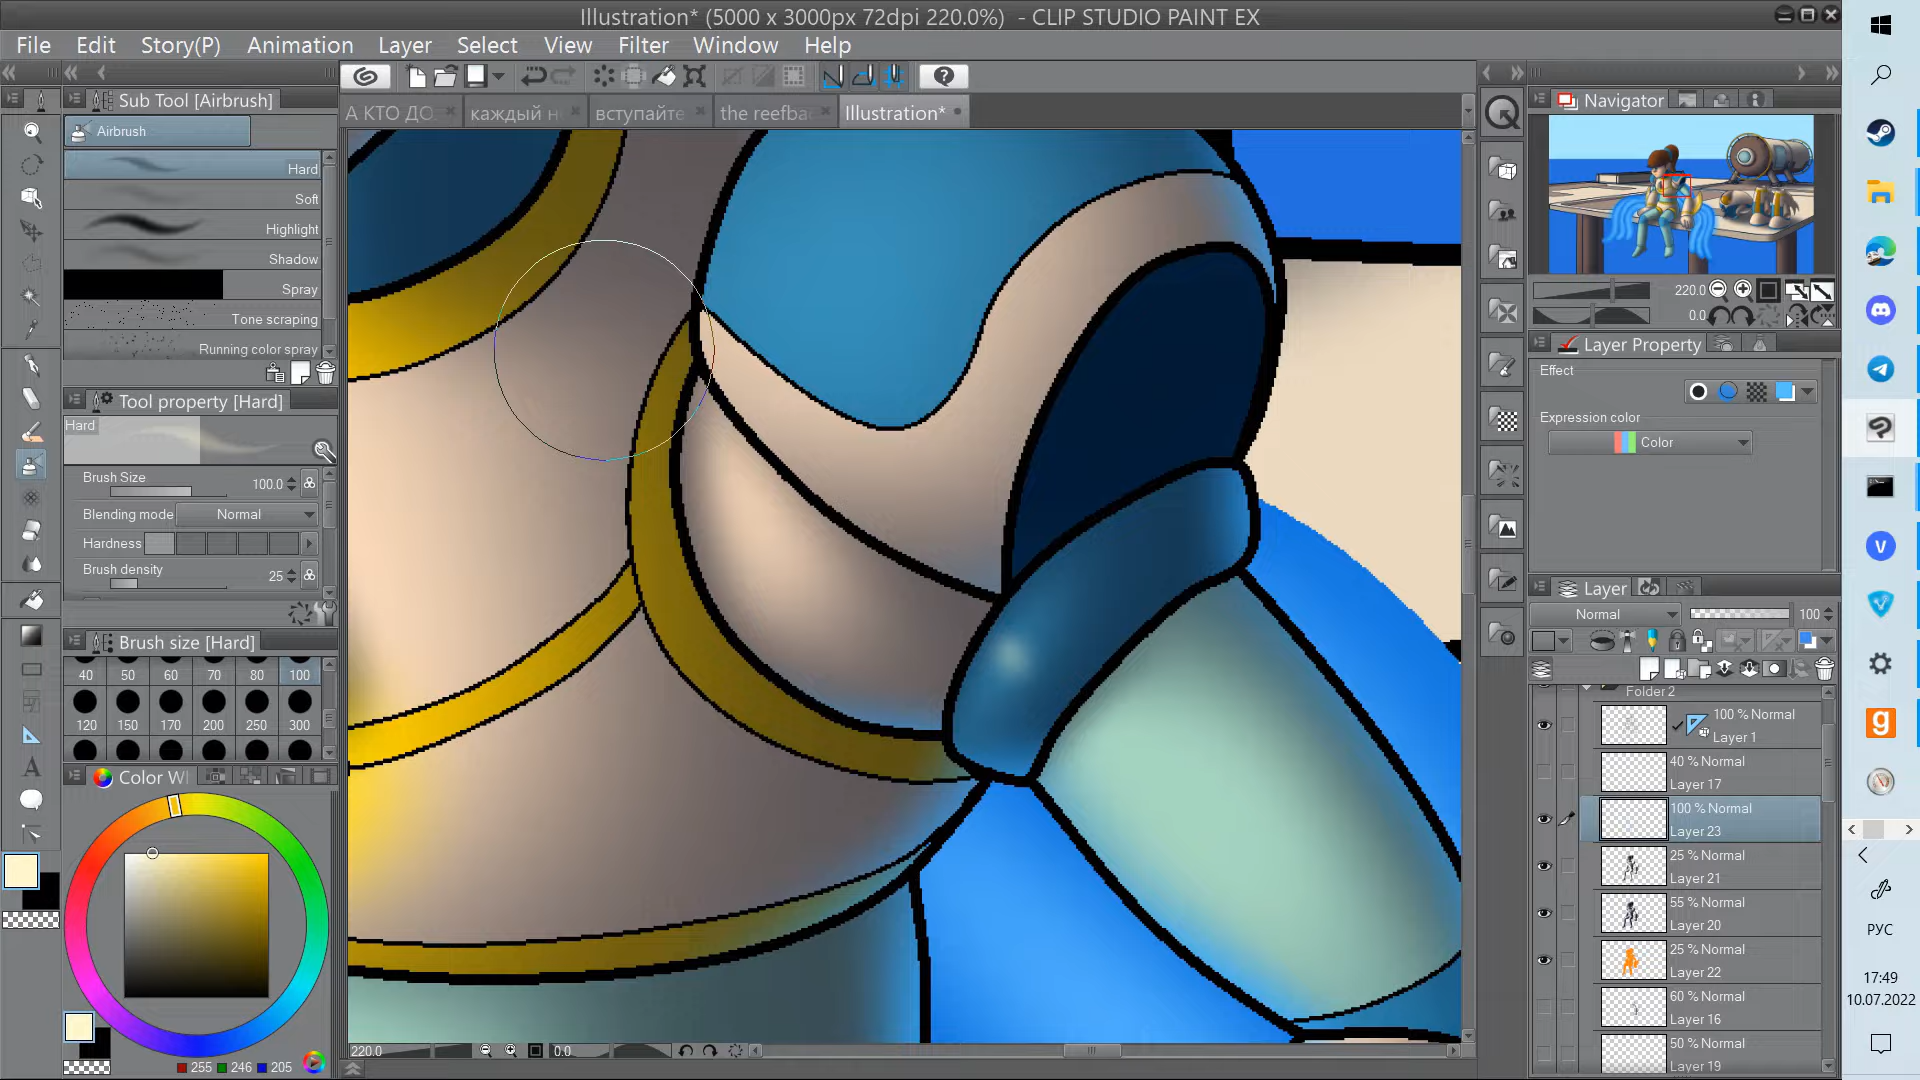 Illustration* (5000 x 3000px 72dpi 220.0%) - CLIP STUDIO PAINT EX
File Edit Story(P) Animation Layer Select View Filter Window Help
Sub Tool [Airbrush]
Airbrush
Hard
Soft
Highlight
Shadow
Spray
Tone scraping
Running color spray
Tool property [Hard]
Hard
Brush Size 100.0
Blending mode Normal
Hardness
Brush density 25
Brush size [Hard]
40 50 60 70 80 100
120 150 170 200 250 300
Color W
255 246 205
А КТО ДО каждый вступайте the reefba Illustration*
220.0 0.0
Navigator
220.0
0.0
Layer Property
Effect
Expression color
Color
Layer
Normal 100
Folder 2
100 % Normal
Layer 1
40 % Normal
Layer 17
100 % Normal
Layer 23
25 % Normal
Layer 21
55 % Normal
Layer 20
25 % Normal
Layer 22
60 % Normal
Layer 16
50 % Normal
Layer 19
V
g
РУС
17:49
10.07.2022